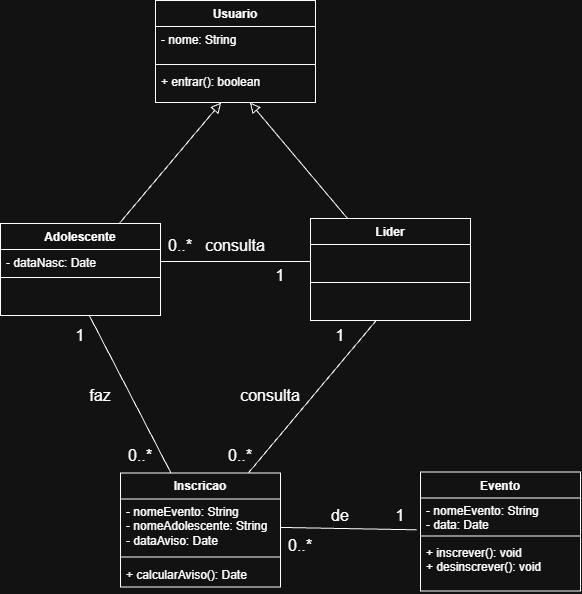 Usuario
- nome: String
+ entrar(): boolean
Adolescente
- dataNasc: Date
0..* consulta
1
Lider
1
1
faz
consulta
0..*
0..*
Inscricao
- nomeEvento: String
- nomeAdolescente: String
- dataAviso: Date
+ calcularAviso(): Date
de
1
0..*
Evento
- nomeEvento: String
- data: Date
+ inscrever(): void
+ desinscrever(): void